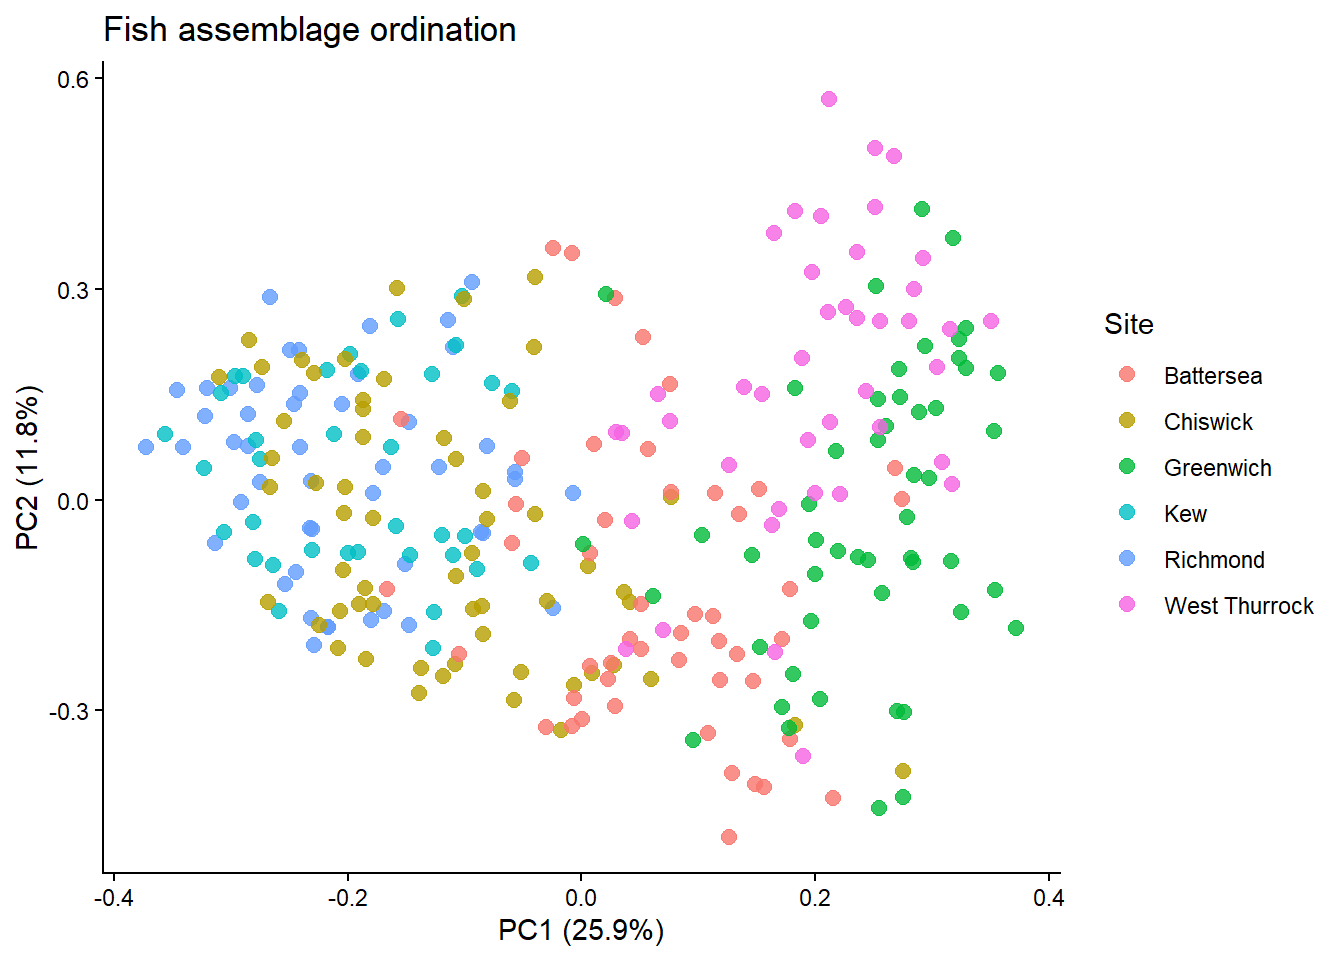 Fish assemblage ordination
0.6
0.3
0.0
-0.3
PC2 (11.8%)
-0.4
-0.2
0.0
0.2
0.4
PC1 (25.9%)
Site
Battersea
Chiswick
Greenwich
Kew
Richmond
West Thurrock